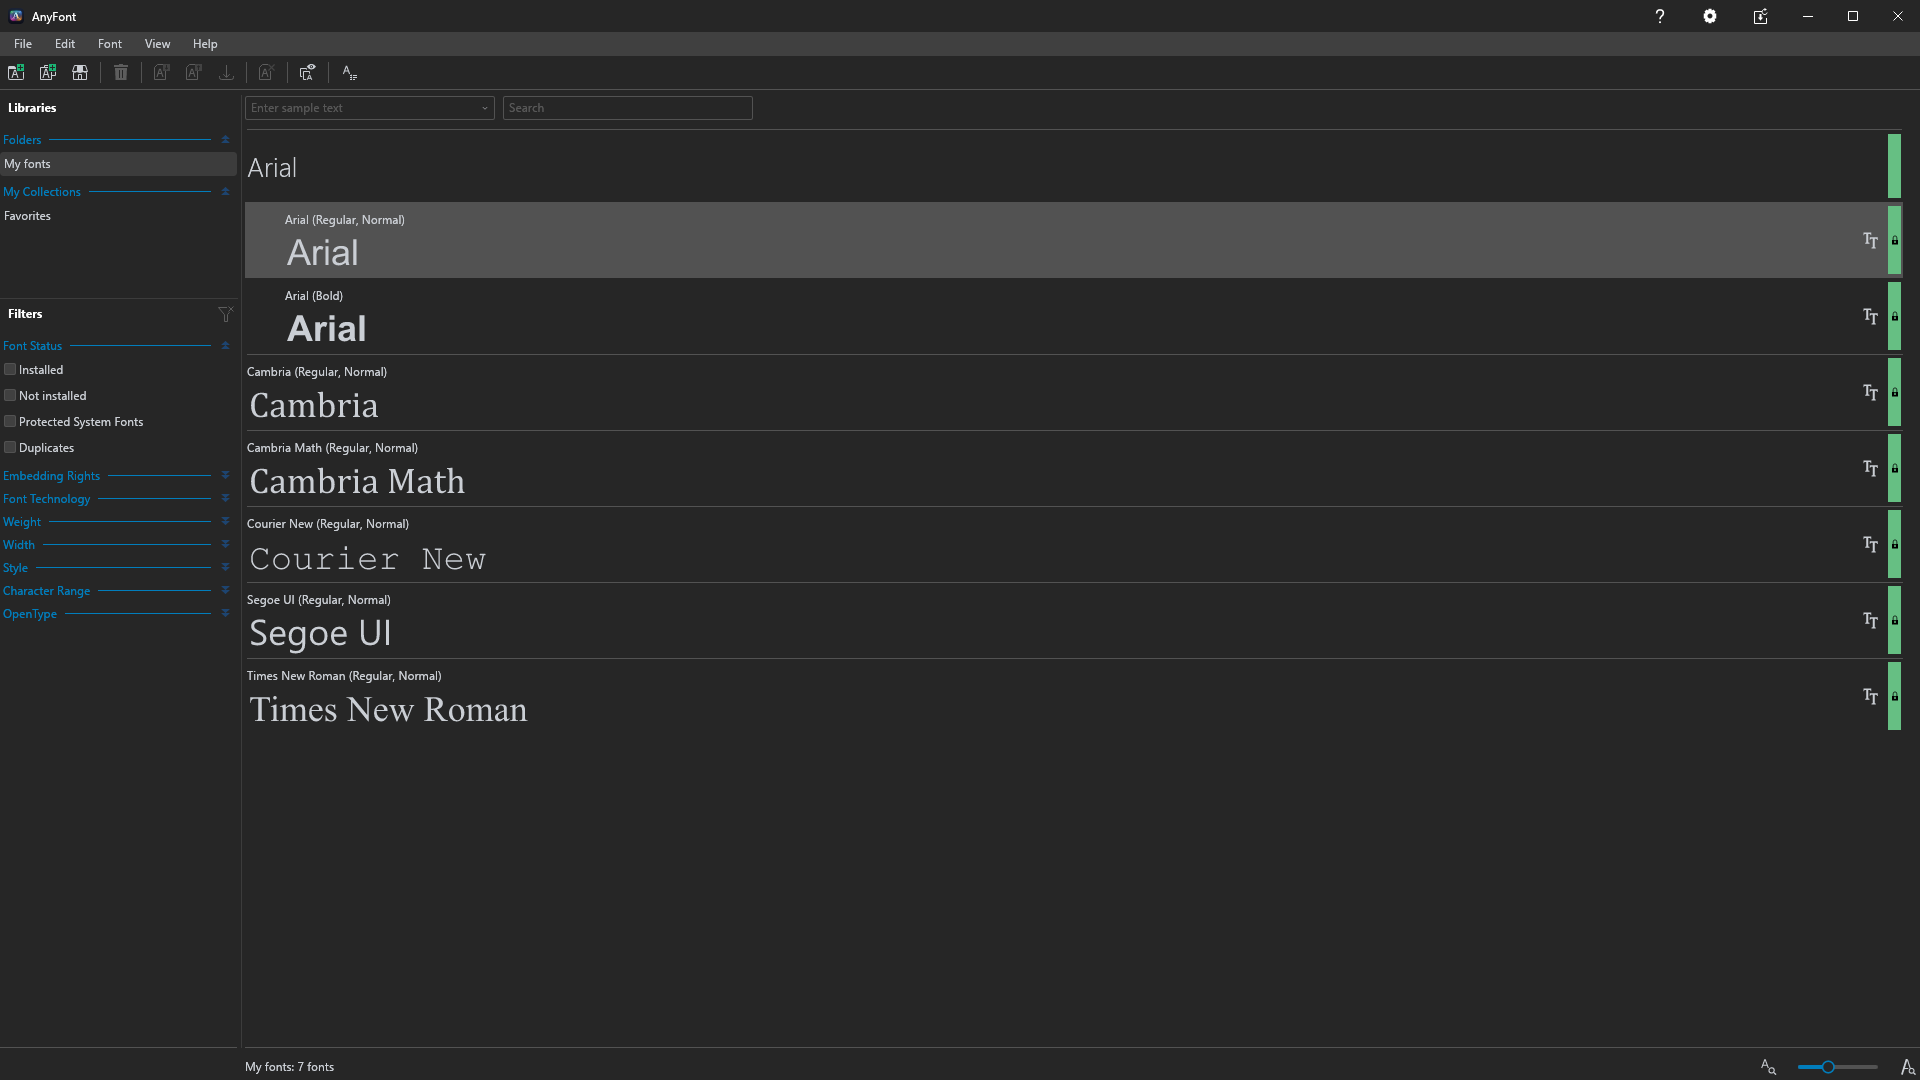 AnyFont
File Edit Font View Help
Libraries
Folders
My fonts
My Collections
Favorites
Filters
Font Status
Installed
Not installed
Protected System Fonts
Duplicates
Embedding Rights
Font Technology
Weight
Width
Style
Character Range
OpenType
Enter sample text
Search
Arial
Arial (Regular, Normal)
Arial
Arial (Bold)
Arial
Cambria (Regular, Normal)
Cambria
Cambria Math (Regular, Normal)
Cambria Math
Courier New (Regular, Normal)
Courier New
Segoe UI (Regular, Normal)
Segoe UI
Times New Roman (Regular, Normal)
Times New Roman
My fonts: 7 fonts